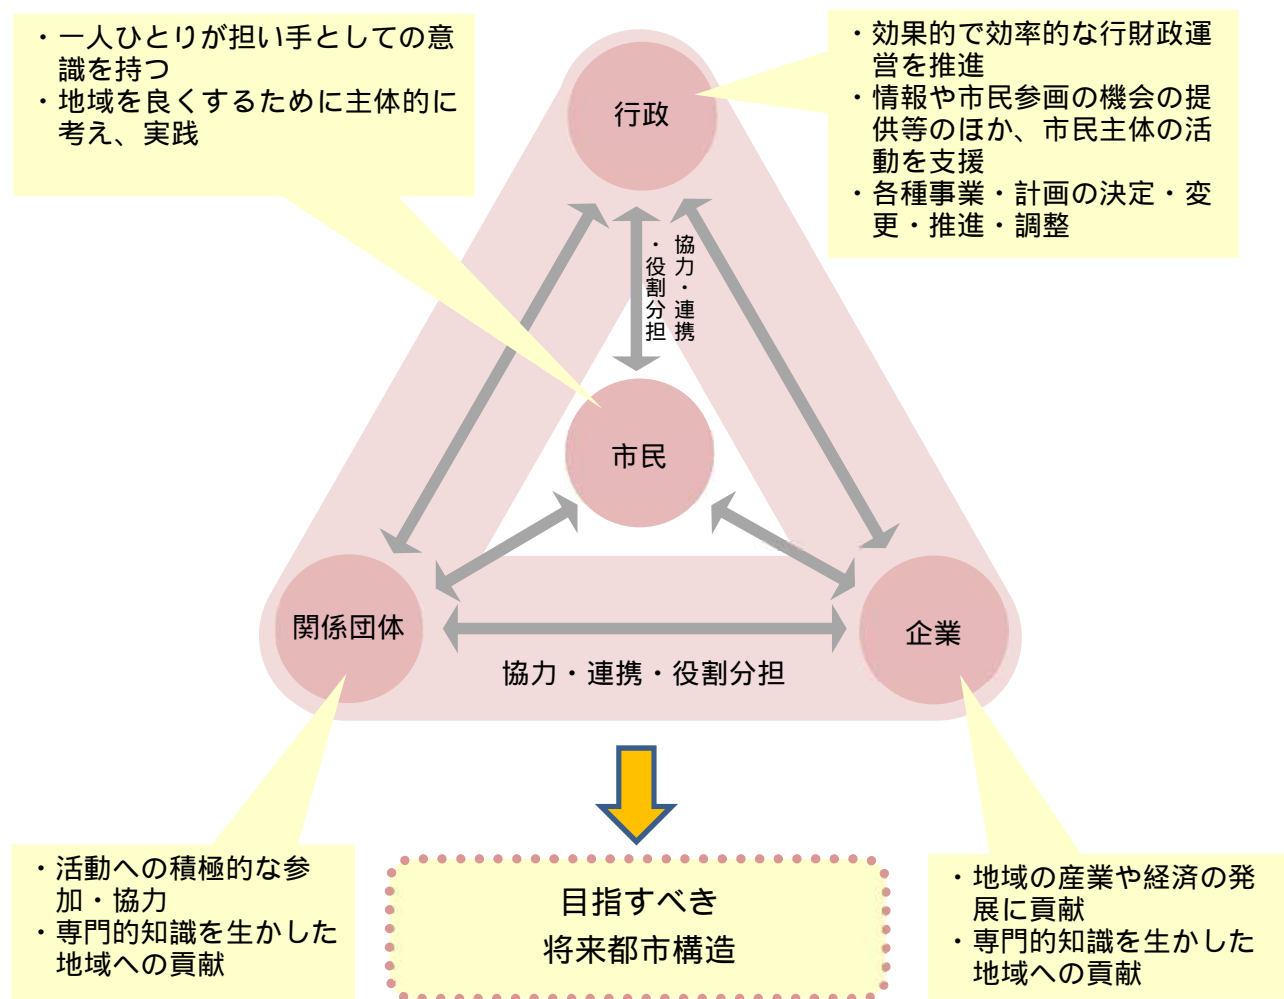 ・一人ひとりが担い手としての意
識を持つ
・地域を良くするために主体的に
考え、実践
・効果的で効率的な行財政運
営を推進
・情報や市民参画の機会の提
供等のほか、市民主体の活
動を支援
・各種事業・計画の決定・変
更・推進・調整
行政
協力・連携
・役割分担
市民
関係団体
企業
協力・連携・役割分担
・活動への積極的な参
加・協力
・専門的知識を生かした
地域への貢献
目指すべき
将来都市構造
・地域の産業や経済の発
展に貢献
・専門的知識を生かした
地域への貢献